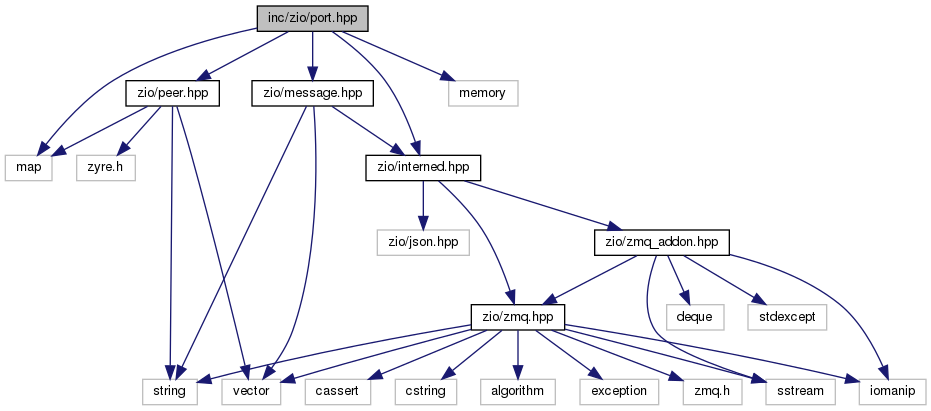 inc/zio/port.hpp
zio/peer.hpp
zio/message.hpp
memory
map
zyre.h
zio/interned.hpp
zio/json.hpp
zio/zmq_addon.hpp
zio/zmq.hpp
deque
stdexcept
string
vector
cassert
cstring
algorithm
exception
zmq.h
sstream
iomanip